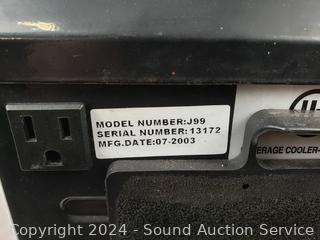 MODEL NUMBER:J99
SERIAL NUMBER:13172
MFG.DATE:07-2003
ERAGE COOLER-
Copyright © 2024 - Sound Auction Service